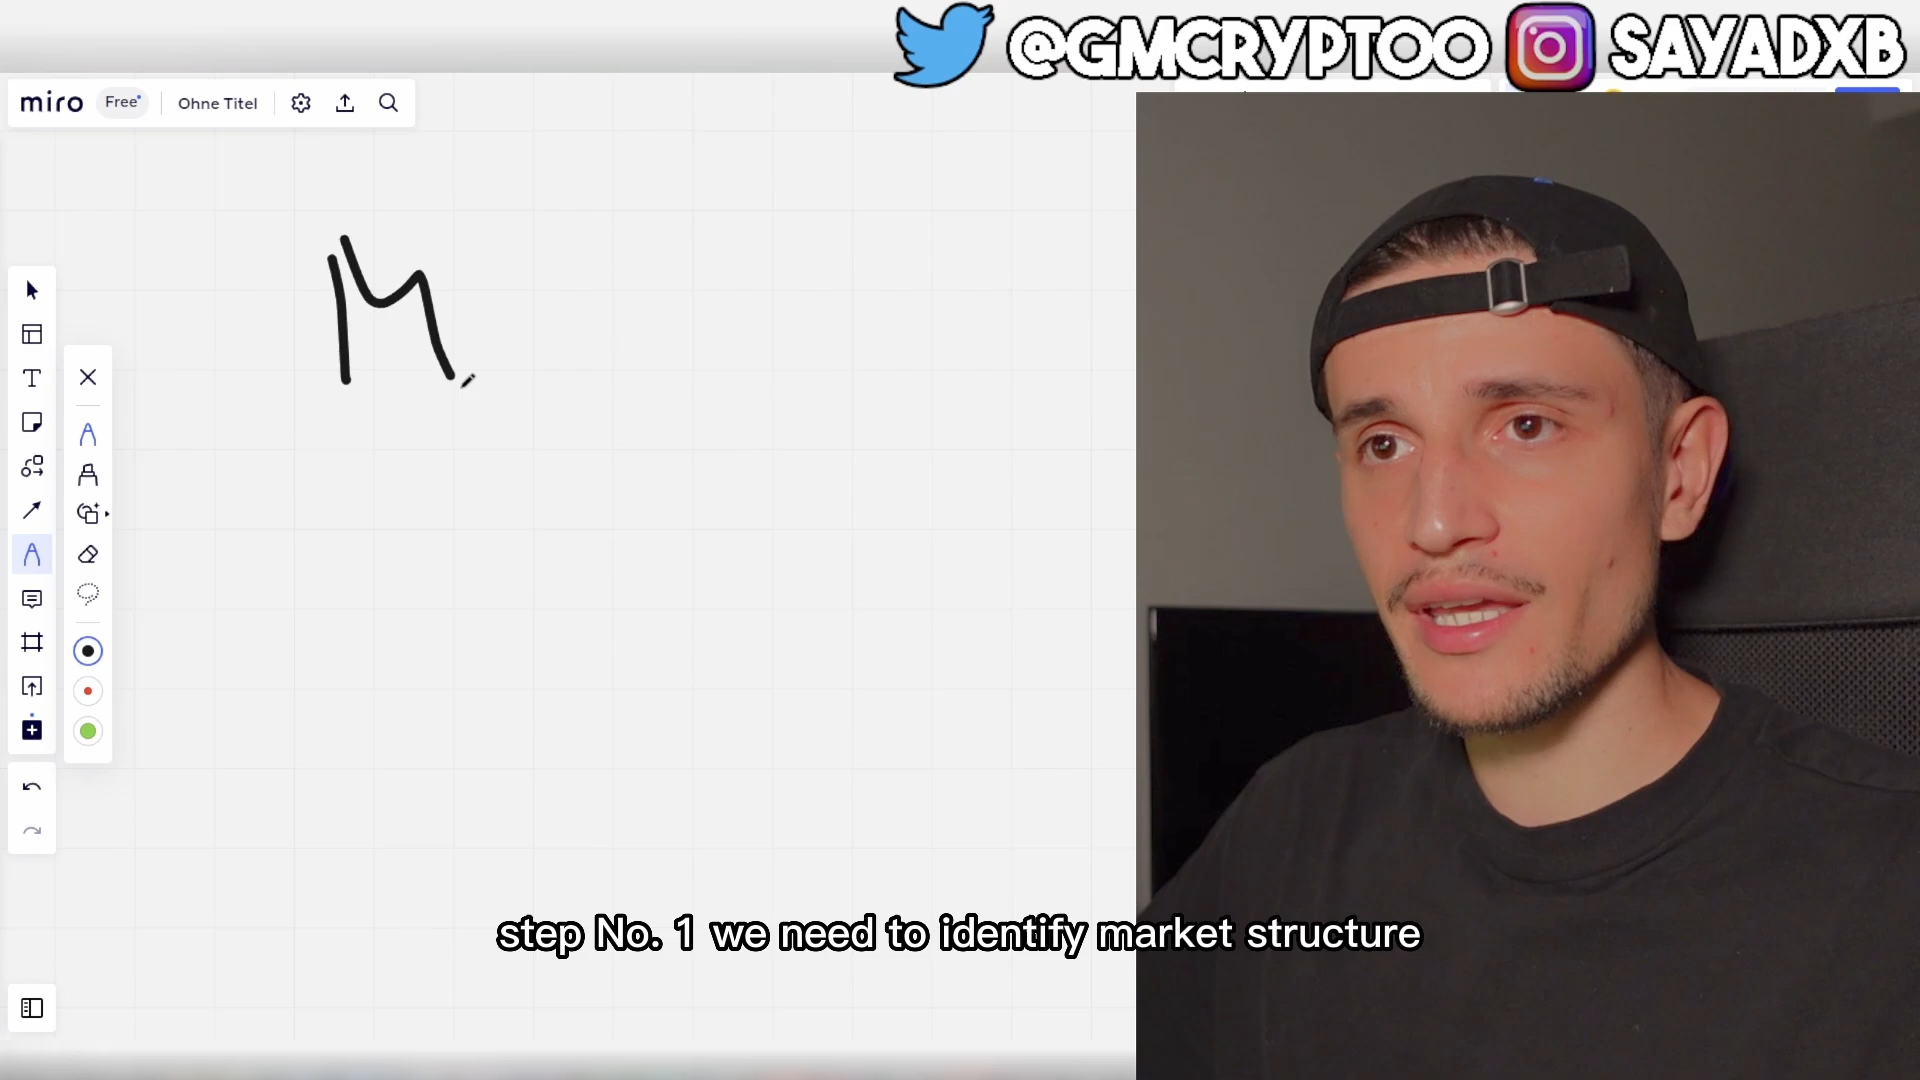 @GMCRYPTOO SAYADXB
miro Free Ohne Titel
M
step No. 1 we need to identify market structure